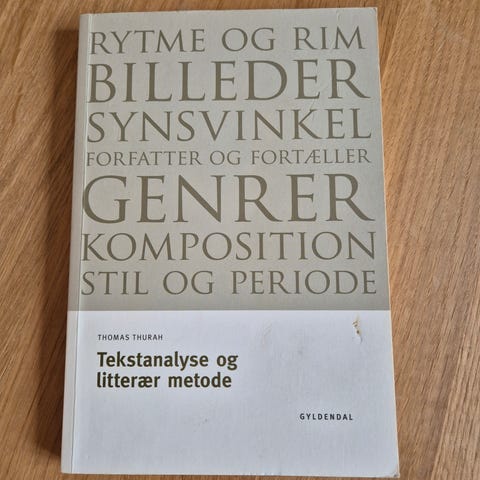 RYTME OG RIM
BILLEDER
SYNSVINKEL
FORFATTER OG FORTÆLLER
GENRER
KOMPOSITION
STIL OG PERIODE
THOMAS THURAH
Tekstanalyse og
litterær metode
GYLDENDAL